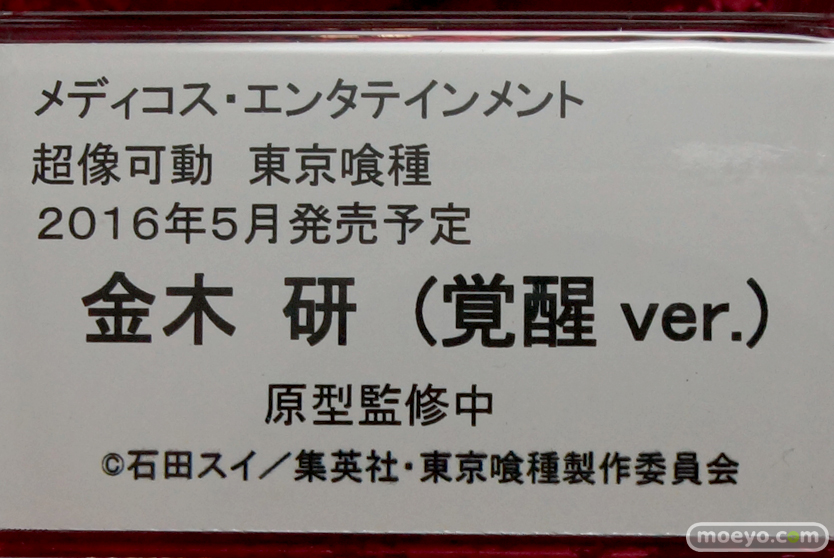 メディコス・エンタテインメント
超像可動　東京喰種
２０１６年５月発売予定
金木　研　（覚醒 ver.）
原型監修中
©石田スイ／集英社・東京喰種製作委員会
moeyo.com